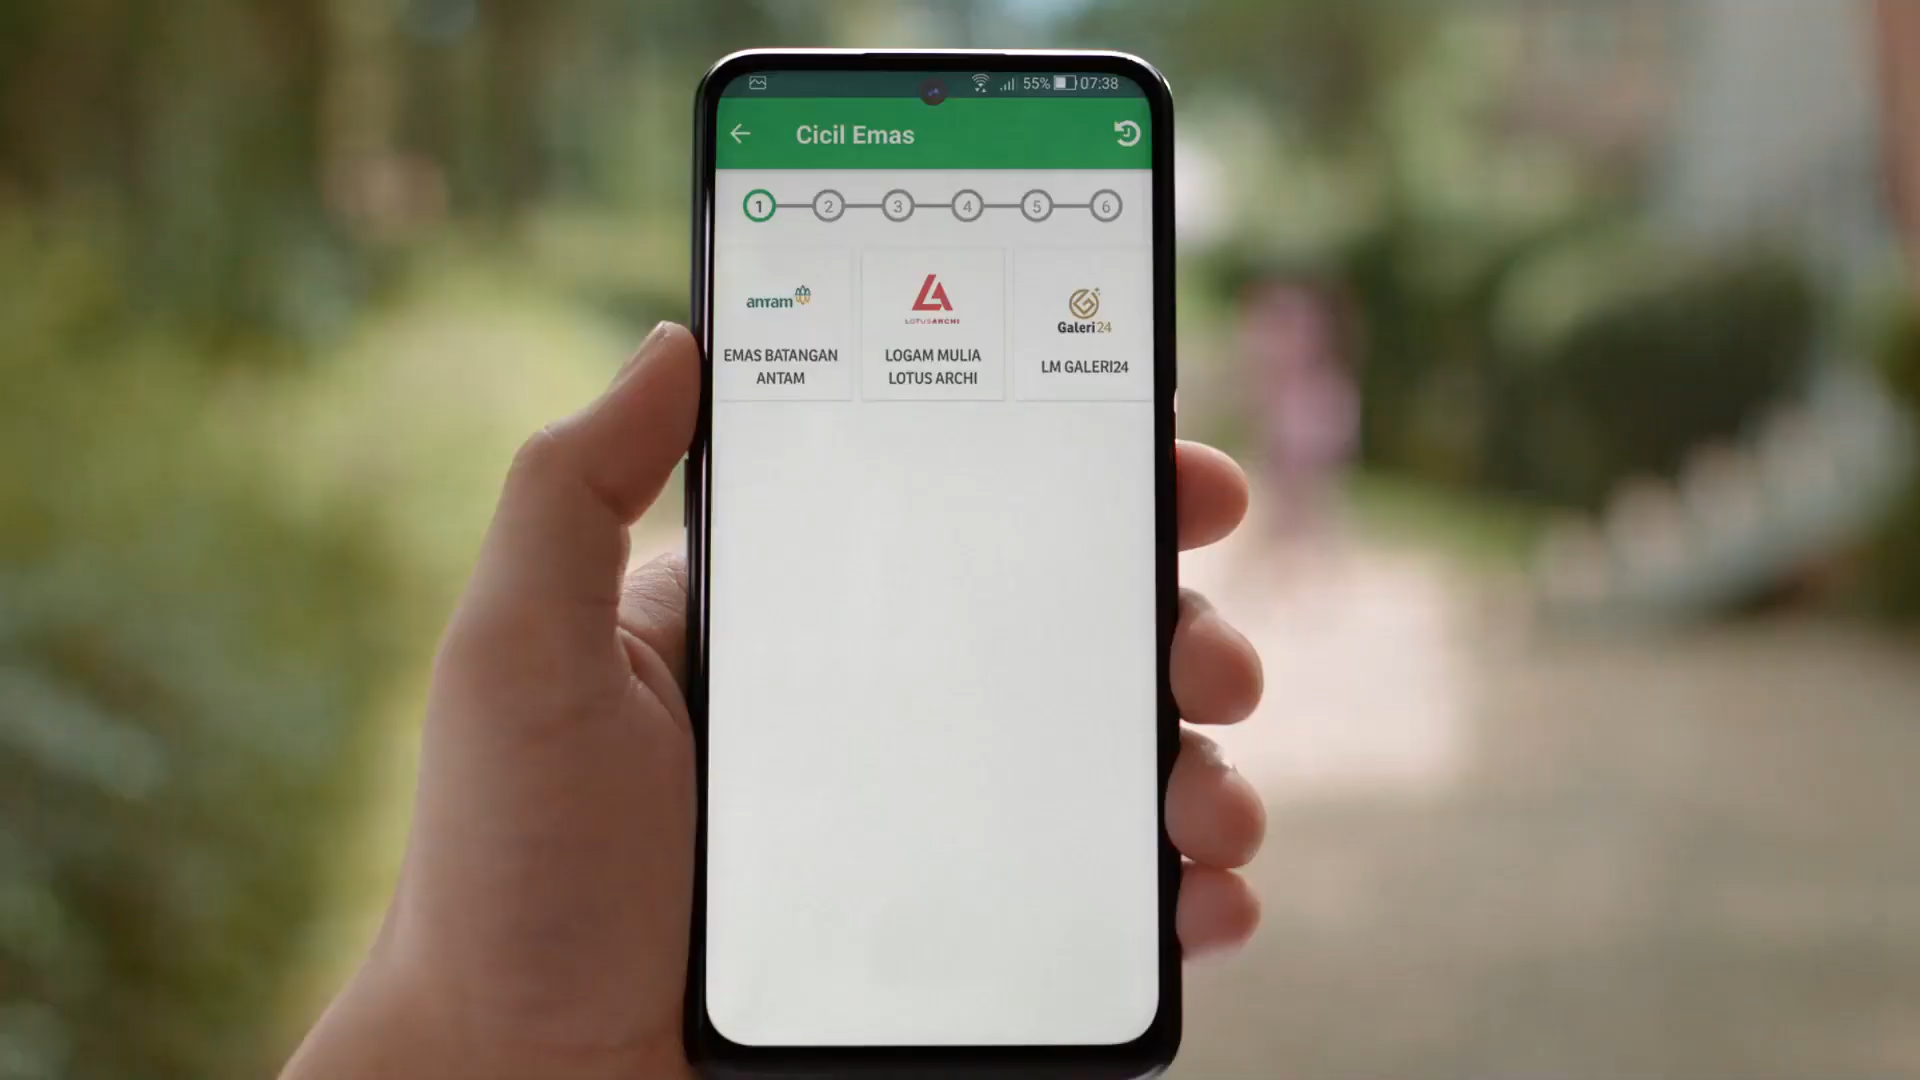 55% 07:38
Cicil Emas
1 2 3 4 5 6
antam
LOTUSARCHI
Galeri24
EMAS BATANGAN
ANTAM
LOGAM MULIA
LOTUS ARCHI
LM GALERI24